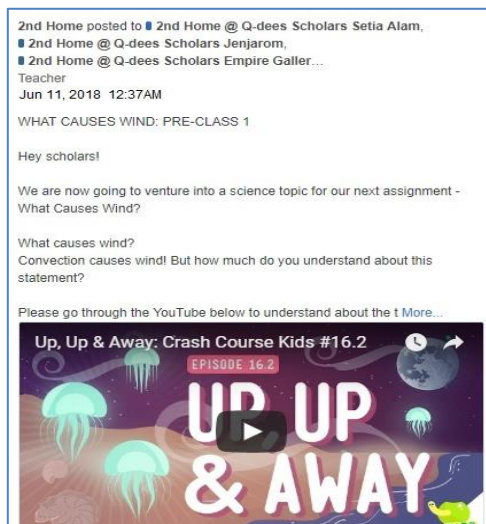 2nd Home posted to 2nd Home @ Q-dees Scholars Setia Alam,
2nd Home @ Q-dees Scholars Jenjarom,
2nd Home @ Q-dees Scholars Empire Galler...
Teacher
Jun 11, 2018 12:37AM
WHAT CAUSES WIND: PRE-CLASS 1
Hey scholars!
We are now going to venture into a science topic for our next assignment -
What Causes Wind?
What causes wind?
Convection causes wind! But how much do you understand about this
statement?
Please go through the YouTube below to understand about the t More...
Up, Up & Away: Crash Course Kids #16.2
EPISODE 16.2
UP, UP
& AWAY